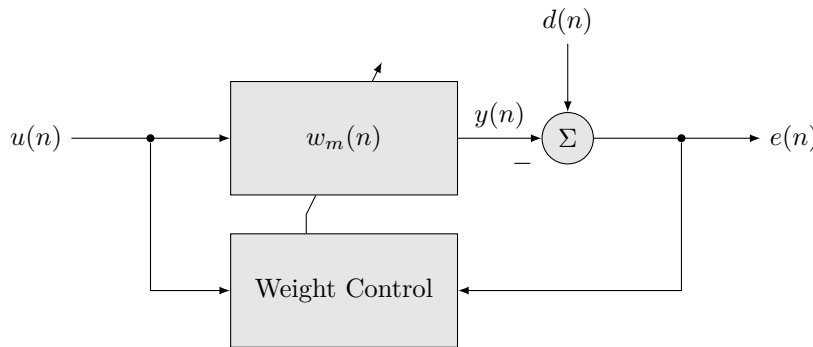 d(n)
u(n)
w_m(n)
y(n)
Σ
e(n)
−
Weight Control